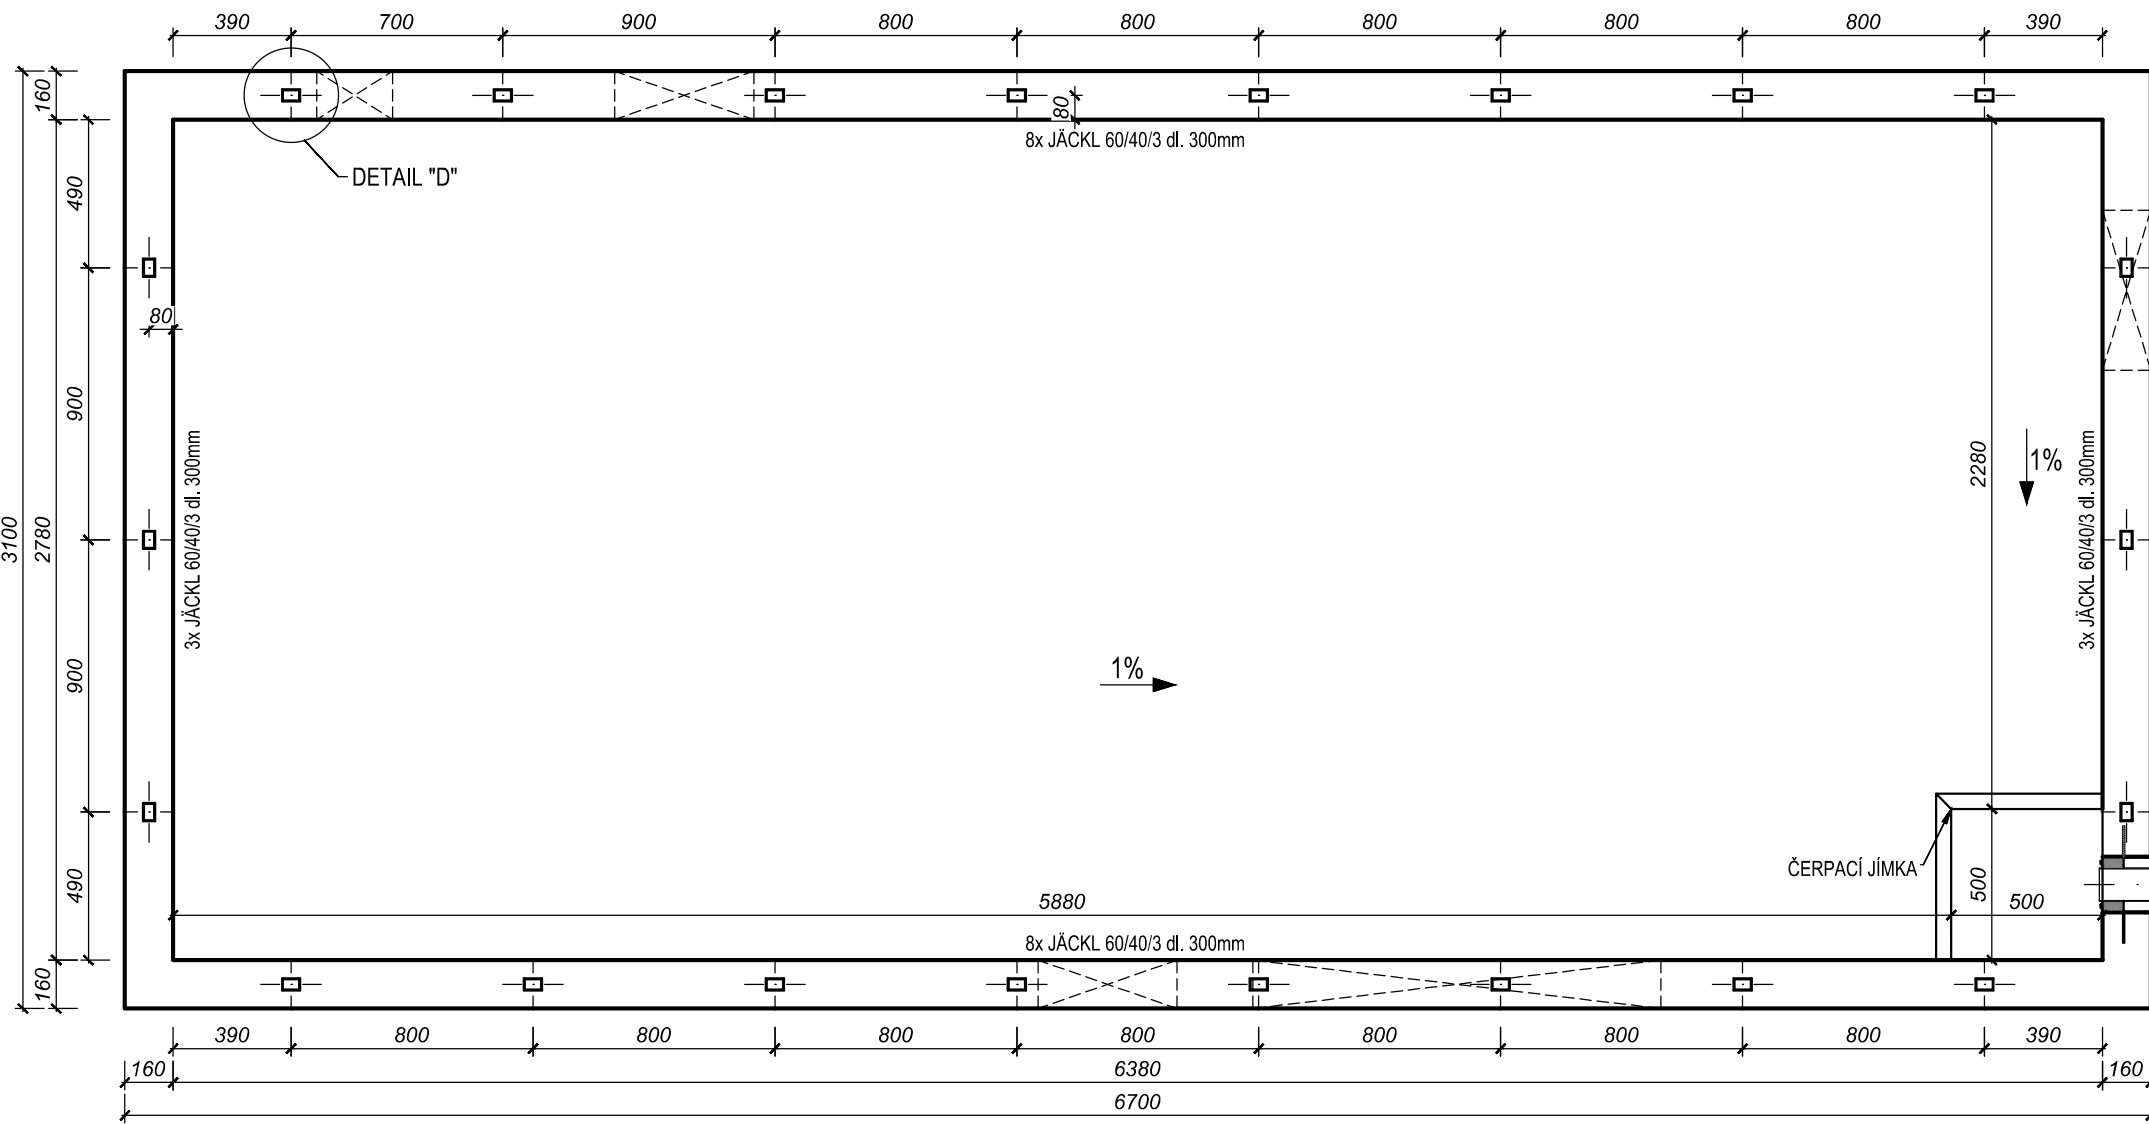 390 700 900 800 800 800 800 800 390
160
80
8x JÄCKL 60/40/3 dl. 300mm
DETAIL "D"
490
80
900
3x JÄCKL 60/40/3 dl. 300mm
3x JÄCKL 60/40/3 dl. 300mm
2280
1%
3100
2780
1%
900
ČERPACÍ JÍMKA
490
500
5880
500
8x JÄCKL 60/40/3 dl. 300mm
160
390 800 800 800 800 800 800 800 390
160 6380 160
6700